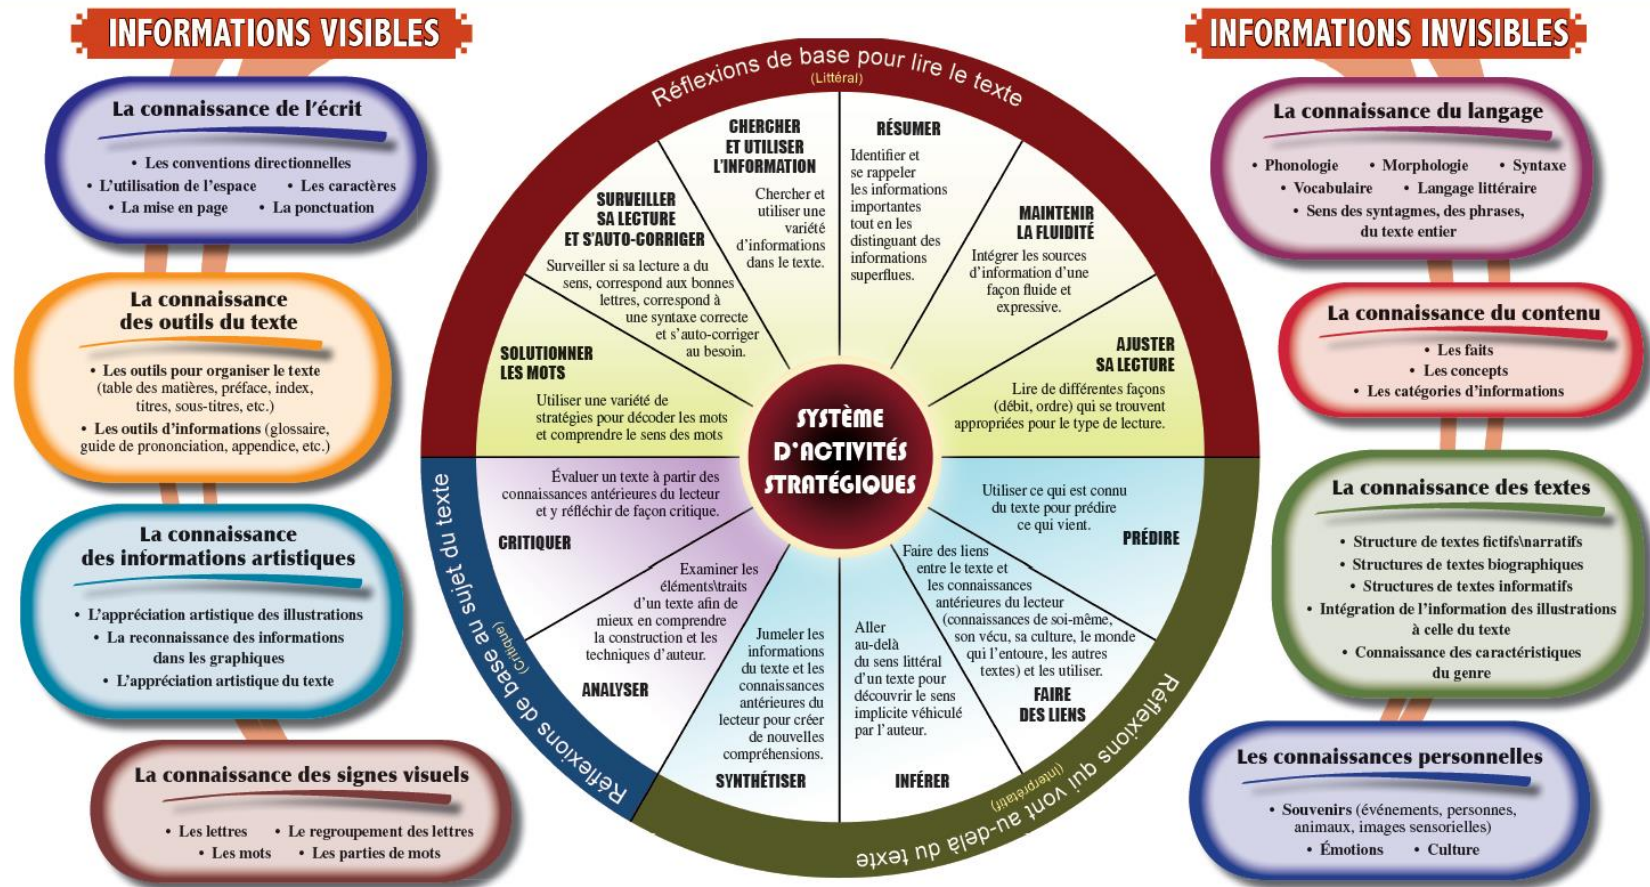 INFORMATIONS VISIBLES
La connaissance de l'écrit
• Les conventions directionnelles
• L'utilisation de l'espace • Les caractères
• La mise en page • La ponctuation
La connaissance
des outils du texte
• Les outils pour organiser le texte
(table des matières, préface, index,
titres, sous-titres, etc.)
• Les outils d'informations (glossaire,
guide de prononciation, appendice, etc.)
La connaissance
des informations artistiques
• L'appréciation artistique des illustrations
• La reconnaissance des informations
dans les graphiques
• L'appréciation artistique du texte
La connaissance des signes visuels
• Les lettres • Le regroupement des lettres
• Les mots • Les parties de mots
Réflexions de base pour lire le texte
(Littéral)
SOLUTIONNER
LES MOTS
Utiliser une variété de
stratégies pour décoder les mots
et comprendre le sens des mots
SURVEILLER
SA LECTURE
ET S'AUTO-CORRIGER
Surveiller si sa lecture a du
sens, correspond aux bonnes
lettres, correspond à
une syntaxe correcte
et s'auto-corriger
au besoin.
CHERCHER
ET UTILISER
L'INFORMATION
Chercher et
utiliser une
variété
d'informations
dans le texte.
RÉSUMER
Identifier et
se rappeler
les informations
importantes
tout en les
distinguant des
informations
superflues.
MAINTENIR
LA FLUIDITÉ
Intégrer les sources
d'information d'une
façon fluide et
expressive.
AJUSTER
SA LECTURE
Lire de différentes façons
(débit, ordre) qui se trouvent
appropriées pour le type de lecture.
SYSTÈME
D'ACTIVITÉS
STRATÉGIQUES
Utiliser ce qui est connu
du texte pour prédire
ce qui vient.
PRÉDIRE
Faire des liens
entre le texte et
les connaissances
antérieures du lecteur
(connaissances de soi-même,
son vécu, sa culture, le monde
qui l'entoure, les autres
textes) et les utiliser.
FAIRE
DES LIENS
Aller
au-delà
du sens littéral
d'un texte pour
découvrir le sens
implicite véhiculé
par l'auteur.
INFÉRER
Jumeler les
informations
du texte et les
connaissances
antérieures du
lecteur pour créer
de nouvelles
compréhensions.
SYNTHÉTISER
Réflexions qui vont au-delà du texte
(Interprétatif)
Examiner les
éléments\traits
d'un texte afin de
mieux en comprendre
la construction et les
techniques d'auteur.
ANALYSER
Évaluer un texte à partir des
connaissances antérieures du lecteur
et y réfléchir de façon critique.
CRITIQUER
Réflexions de base au sujet du texte
(Critique)
INFORMATIONS INVISIBLES
La connaissance du langage
• Phonologie • Morphologie • Syntaxe
• Vocabulaire • Langage littéraire
• Sens des syntagmes, des phrases,
du texte entier
La connaissance du contenu
• Les faits
• Les concepts
• Les catégories d'informations
La connaissance des textes
• Structure de textes fictifs\narratifs
• Structures de textes biographiques
• Structures de textes informatifs
• Intégration de l'information des illustrations
à celle du texte
• Connaissance des caractéristiques
du genre
Les connaissances personnelles
• Souvenirs (événements, personnes,
animaux, images sensorielles)
• Émotions • Culture